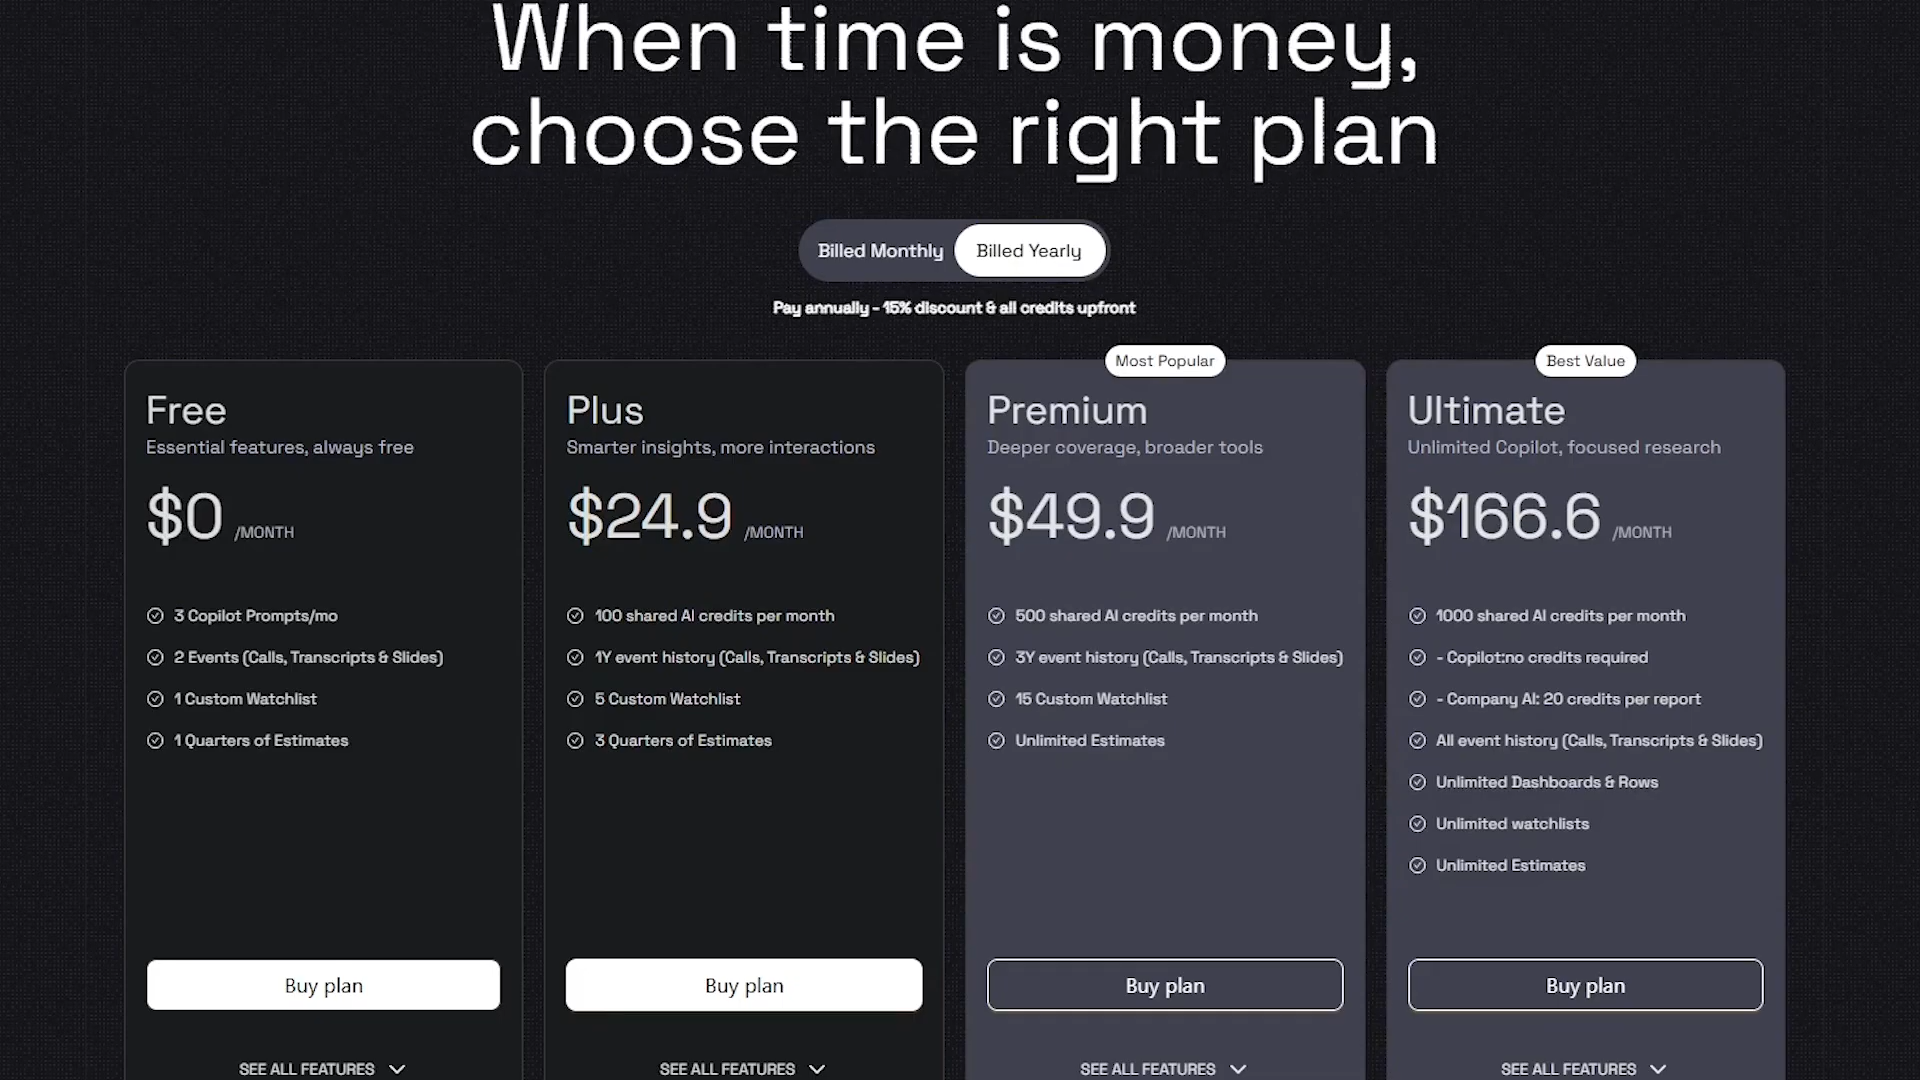 When time is money,
choose the right plan
Billed Monthly Billed Yearly
Pay annually - 15% discount & all credits upfront
Free
Essential features, always free
$0 /MONTH
3 Copilot Prompts/mo
2 Events (Calls, Transcripts & Slides)
1 Custom Watchlist
1 Quarters of Estimates
Buy plan
SEE ALL FEATURES
Plus
Smarter insights, more interactions
$24.9 /MONTH
100 shared AI credits per month
1Y event history (Calls, Transcripts & Slides)
5 Custom Watchlist
3 Quarters of Estimates
Buy plan
SEE ALL FEATURES
Most Popular
Premium
Deeper coverage, broader tools
$49.9 /MONTH
500 shared AI credits per month
3Y event history (Calls, Transcripts & Slides)
15 Custom Watchlist
Unlimited Estimates
Buy plan
SEE ALL FEATURES
Best Value
Ultimate
Unlimited Copilot, focused research
$166.6 /MONTH
1000 shared AI credits per month
- Copilot:no credits required
- Company AI: 20 credits per report
All event history (Calls, Transcripts & Slides)
Unlimited Dashboards & Rows
Unlimited watchlists
Unlimited Estimates
Buy plan
SEE ALL FEATURES